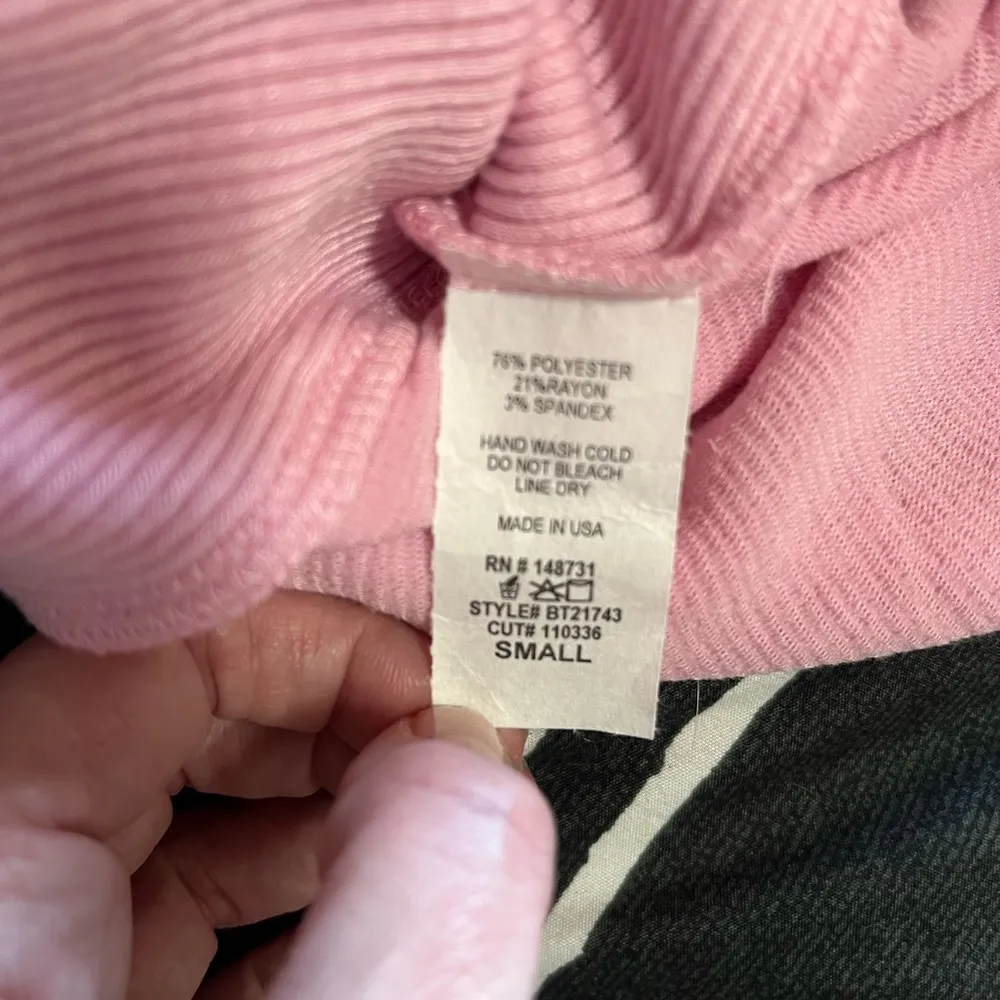 76% POLYESTER
21%RAYON
3% SPANDEX
HAND WASH COLD
DO NOT BLEACH
LINE DRY
MADE IN USA
RN # 148731
STYLE# BT21743
CUT# 110336
SMALL